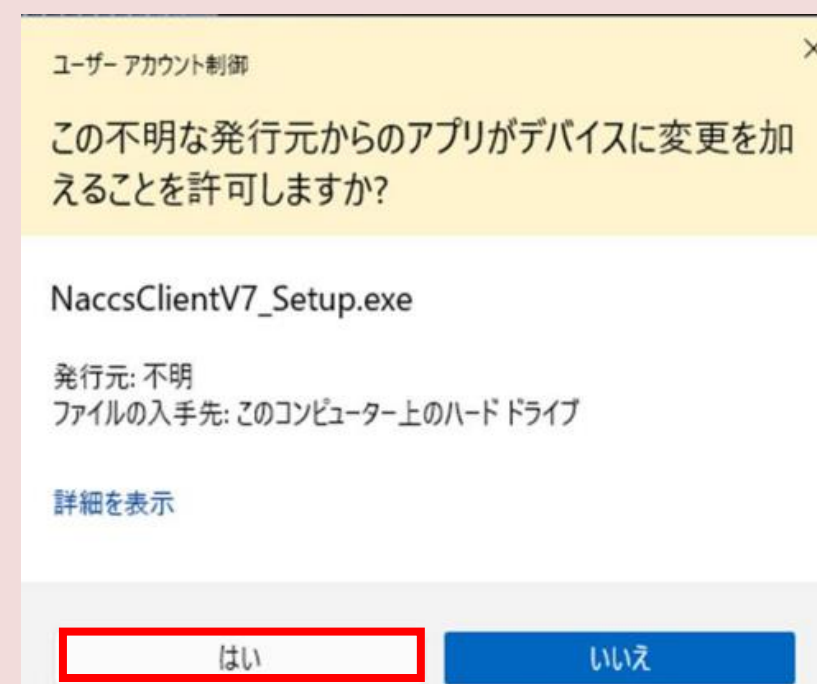 ユーザー アカウント制御
この不明な発行元からのアプリがデバイスに変更を加
えることを許可しますか?
NaccsClientV7_Setup.exe
発行元: 不明
ファイルの入手先: このコンピューター上のハード ドライブ
詳細を表示
はい
いいえ